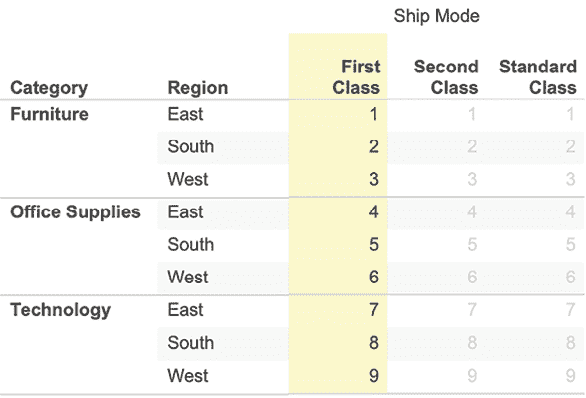 Ship Mode
First Second Standard
Category Region Class Class Class
Furniture East 1 1 1
South 2 2 2
West 3 3 3
Office Supplies East 4 4 4
South 5 5 5
West 6 6 6
Technology East 7 7 7
South 8 8 8
West 9 9 9